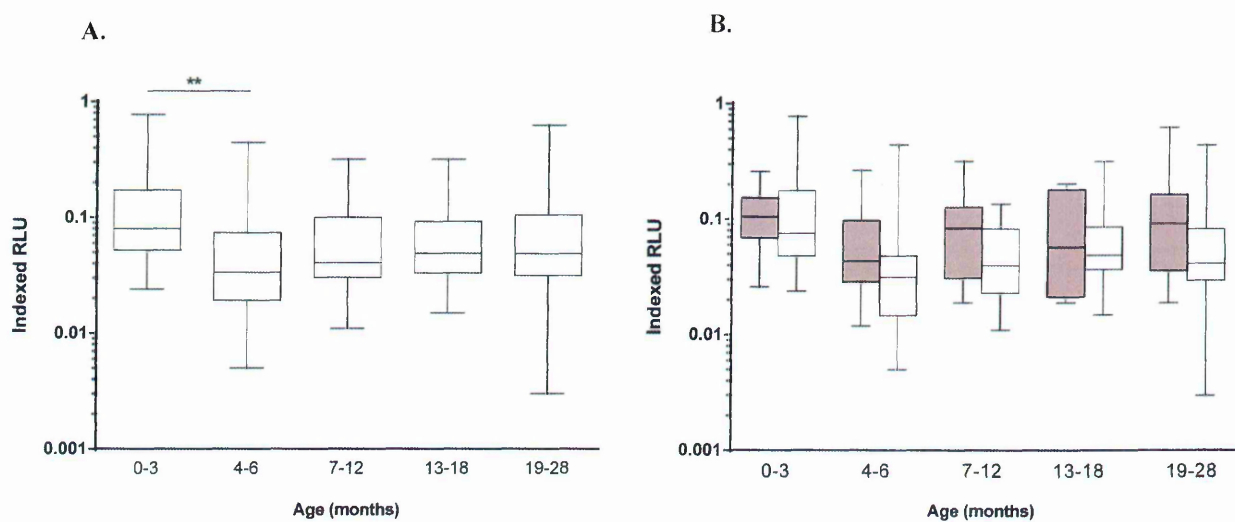 A.
**
1
0.1
0.01
0.001
Indexed RLU
0-3 4-6 7-12 13-18 19-28
Age (months)
B.
1
0.1
0.01
0.001
Indexed RLU
0-3 4-6 7-12 13-18 19-28
Age (months)